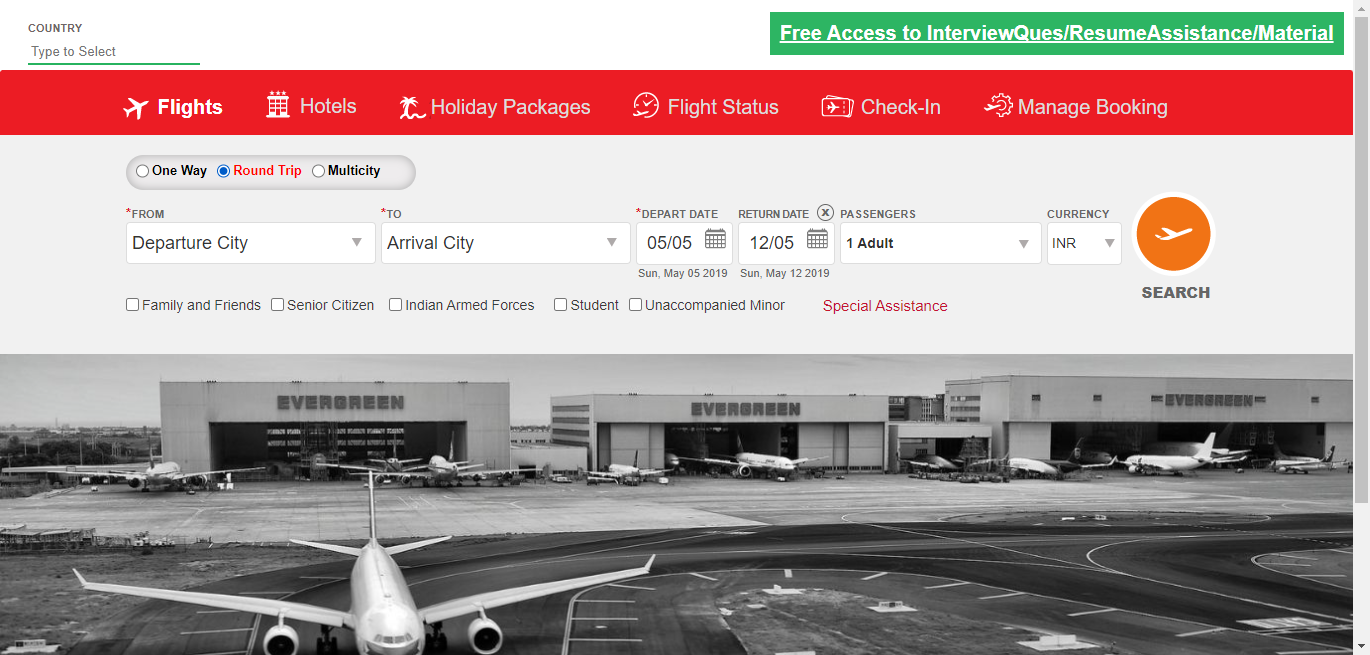 COUNTRY
Type to Select
Free Access to InterviewQues/ResumeAssistance/Material
Flights Hotels Holiday Packages Flight Status Check-In Manage Booking
One Way Round Trip Multicity
*FROM *TO *DEPART DATE RETURN DATE X PASSENGERS CURRENCY
Departure City Arrival City 05/05 12/05 1 Adult INR
Sun, May 05 2019 Sun, May 12 2019
SEARCH
Family and Friends Senior Citizen Indian Armed Forces Student Unaccompanied Minor Special Assistance
EVERGREEN EVERGREEN EVERGREEN